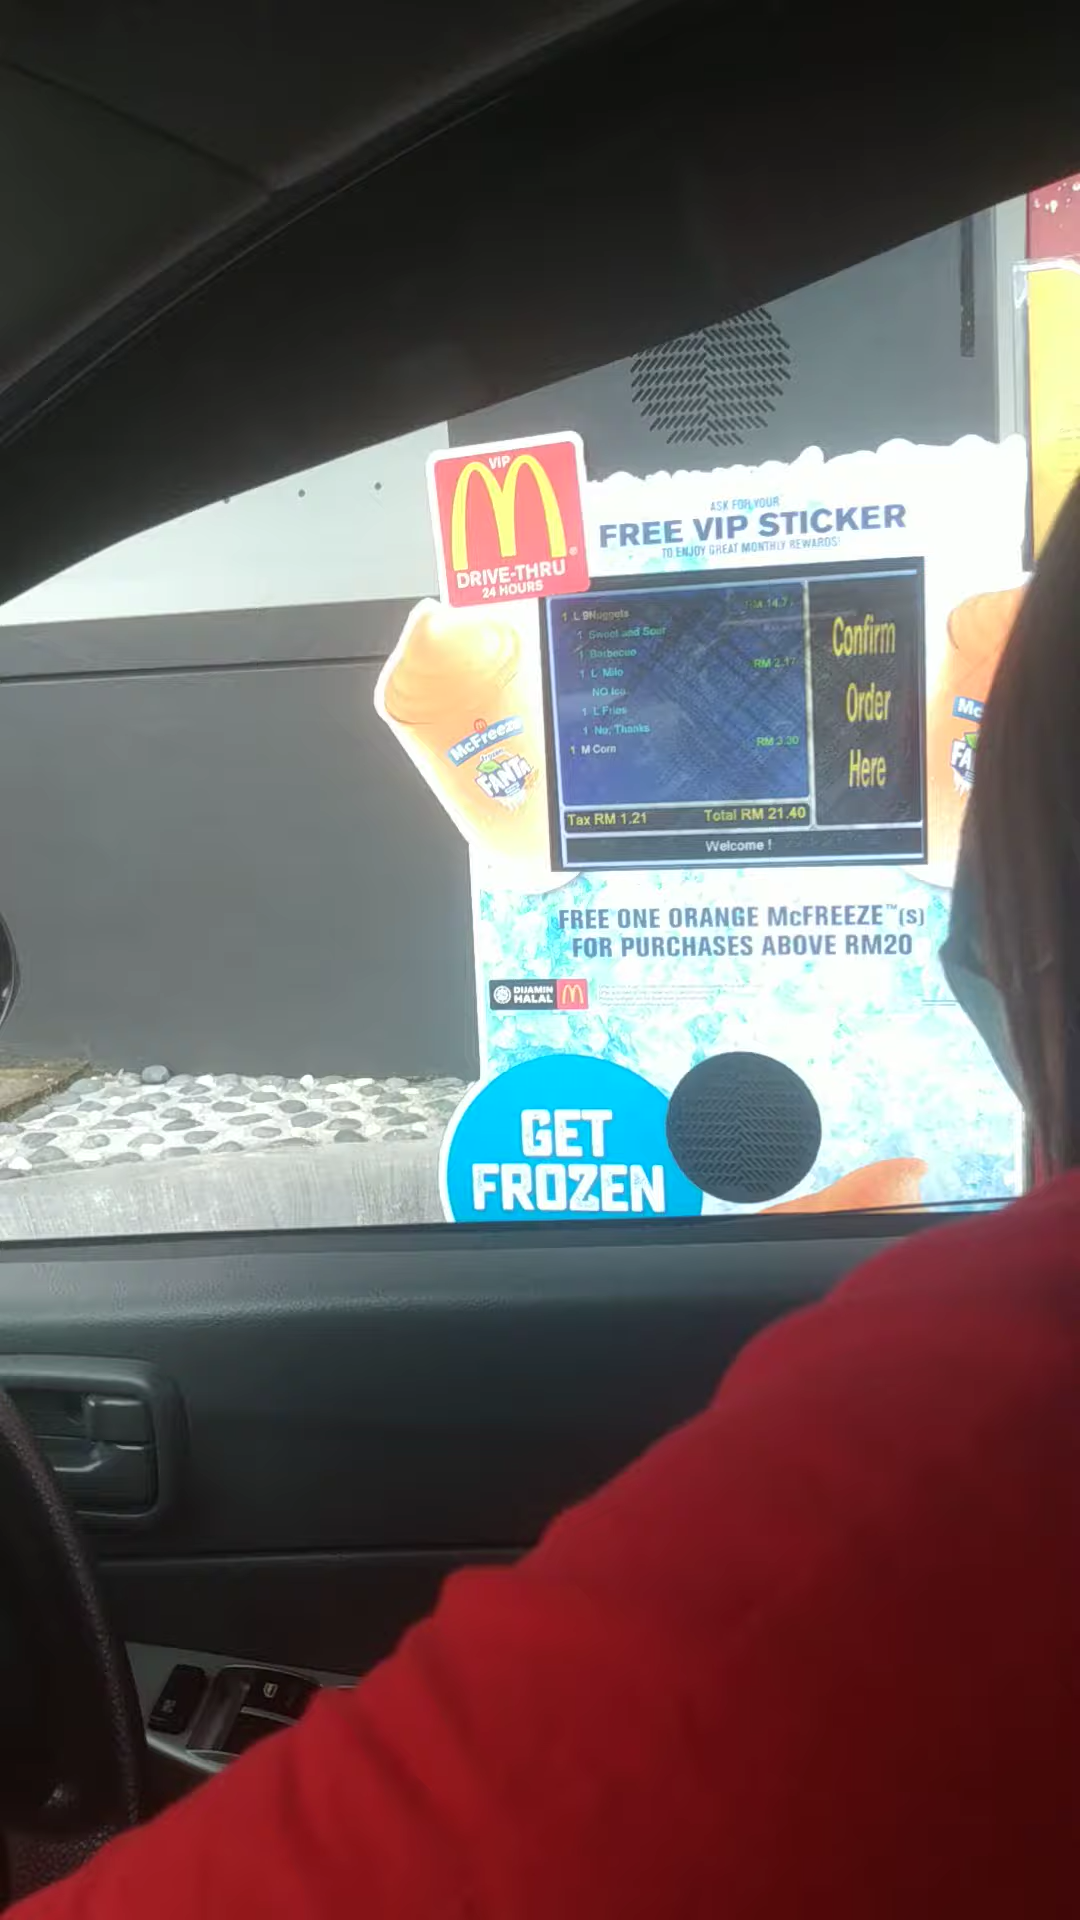 VIP
DRIVE-THRU
24 HOURS
ASK FOR YOUR
FREE VIP STICKER
TO ENJOY GREAT MONTHLY REWARDS!
1 L 9Nuggets
1 Sweet and Sour
1 Barbecue
1 L Milo RM 2.17
NO Ice
1 L Fries
1 No, Thanks
1 M Corn RM 3.30
Tax RM 1.21 Total RM 21.40
Welcome !
Confirm
Order
Here
McFreeze
frozen
FANTA
Mc
FA
FREE ONE ORANGE McFREEZE™(S)
FOR PURCHASES ABOVE RM20
DIJAMIN
HALAL
GET
FROZEN